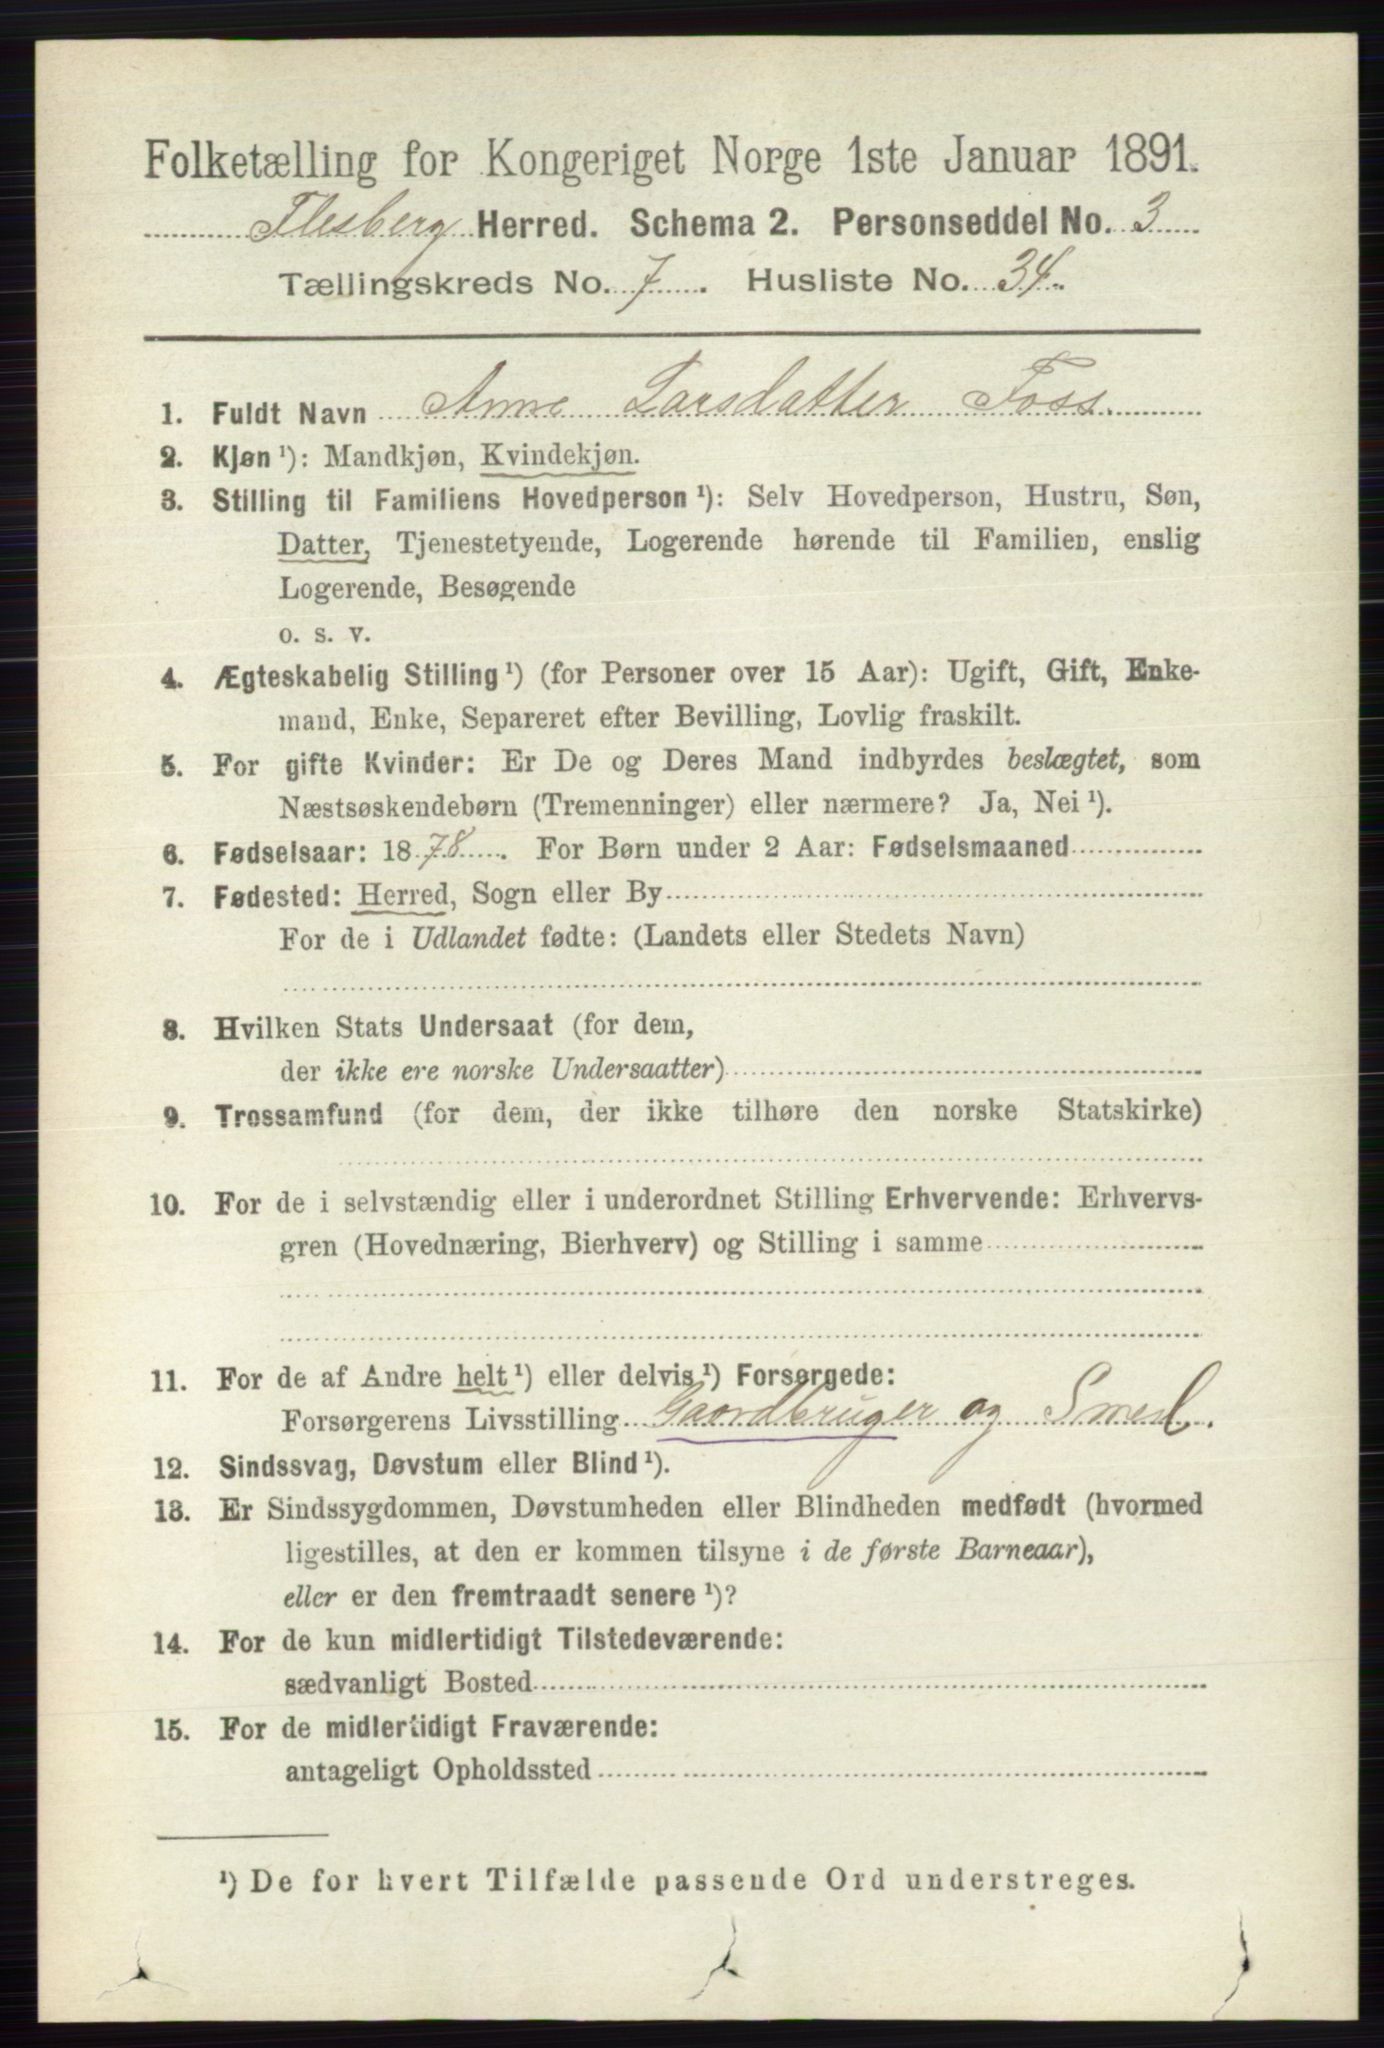 Folketælling for Kongeriget Norge 1ste Januar 1891.
Flesberg Herred. Schema 2. Personseddel No. 3
Tællingskreds No. 7. Husliste No. 34.
1. Fuldt Navn Anne Larsdatter Foss.
2. Kjøn ¹): Mandkjøn, Kvindekjøn.
3. Stilling til Familiens Hovedperson ¹): Selv Hovedperson, Hustru, Søn,
Datter, Tjenestetyende, Logerende hørende til Familien, enslig
Logerende, Besøgende
o. s. v.
4. Ægteskabelig Stilling ¹) (for Personer over 15 Aar): Ugift, Gift, Enke-
mand, Enke, Separeret efter Bevilling, Lovlig fraskilt.
5. For gifte Kvinder: Er De og Deres Mand indbyrdes beslægtet, som
Næstsøskendebørn (Tremenninger) eller nærmere? Ja, Nei ¹).
6. Fødselsaar: 1878. For Børn under 2 Aar: Fødselsmaaned
7. Fødested: Herred, Sogn eller By
For de i Udlandet fødte: (Landets eller Stedets Navn)
8. Hvilken Stats Undersaat (for dem,
der ikke ere norske Undersaatter)
9. Trossamfund (for dem, der ikke tilhøre den norske Statskirke)
10. For de i selvstændig eller i underordnet Stilling Erhvervende: Erhvervs-
gren (Hovednæring, Bierhverv) og Stilling i samme
11. For de af Andre helt ¹) eller delvis ¹) Forsørgede:
Forsørgerens Livsstilling Gaardbruger og Smed.
12. Sindssvag, Døvstum eller Blind ¹).
13. Er Sindssygdommen, Døvstumheden eller Blindheden medfødt (hvormed
ligestilles, at den er kommen tilsyne i de første Barneaar),
eller er den fremtraadt senere ¹)?
14. For de kun midlertidigt Tilstedeværende:
sædvanligt Bosted
15. For de midlertidigt Fraværende:
antageligt Opholdssted
¹) De for hvert Tilfælde passende Ord understreges.